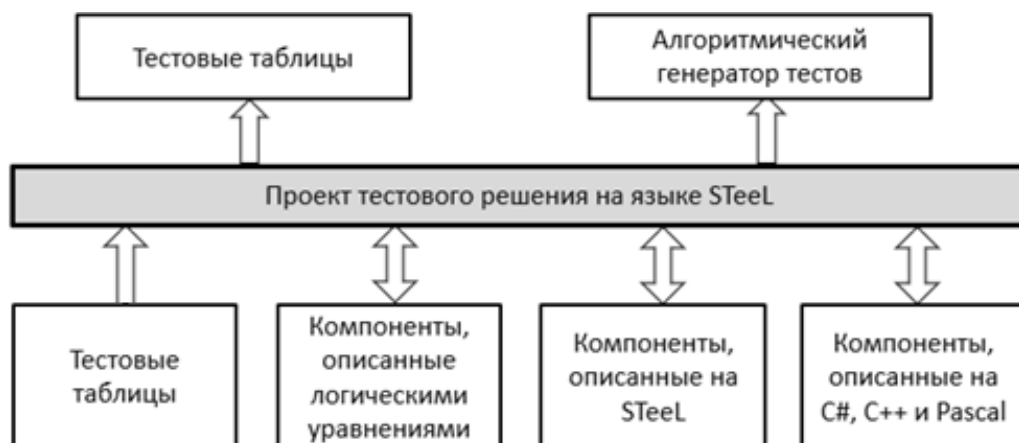 Тестовые таблицы
Алгоритмический
генератор тестов
Проект тестового решения на языке STeeL
Тестовые
таблицы
Компоненты,
описанные
логическими
уравнениями
Компоненты,
описанные на
STeeL
Компоненты,
описанные на
C#, C++ и Pascal